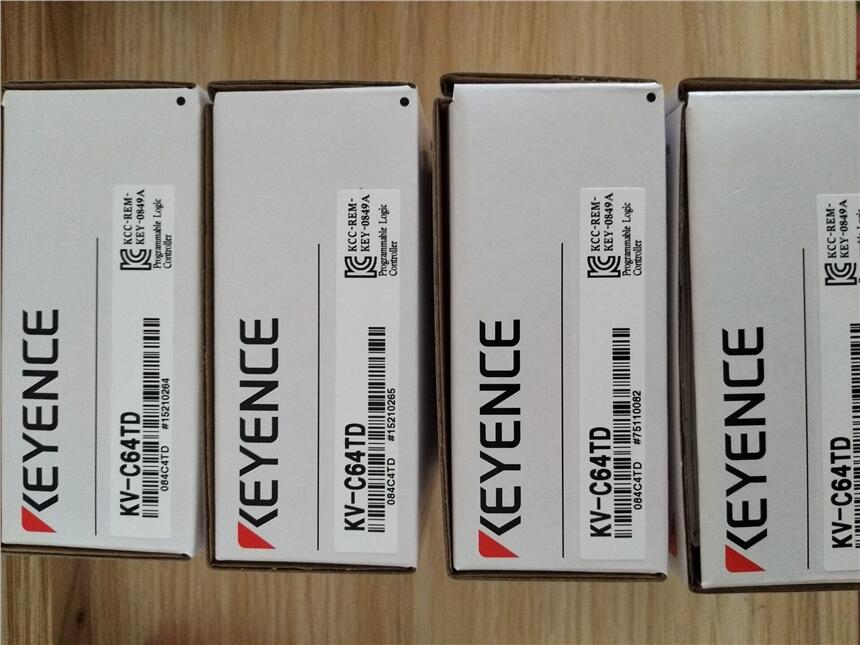 KEYENCE
KV-C64TD
084C4TD #15210264
KCC-REM-
KEY-0849A
Programmable Logic
Controller
KEYENCE
KV-C64TD
084C4TD #15210265
KCC-REM-
KEY-0849A
Programmable Logic
Controller
KEYENCE
KV-C64TD
084C4TD #75110082
KCC-REM-
KEY-0849A
Programmable Logic
Controller
KEYENCE
KV-C64TD
KCC-REM-
KEY-0849A